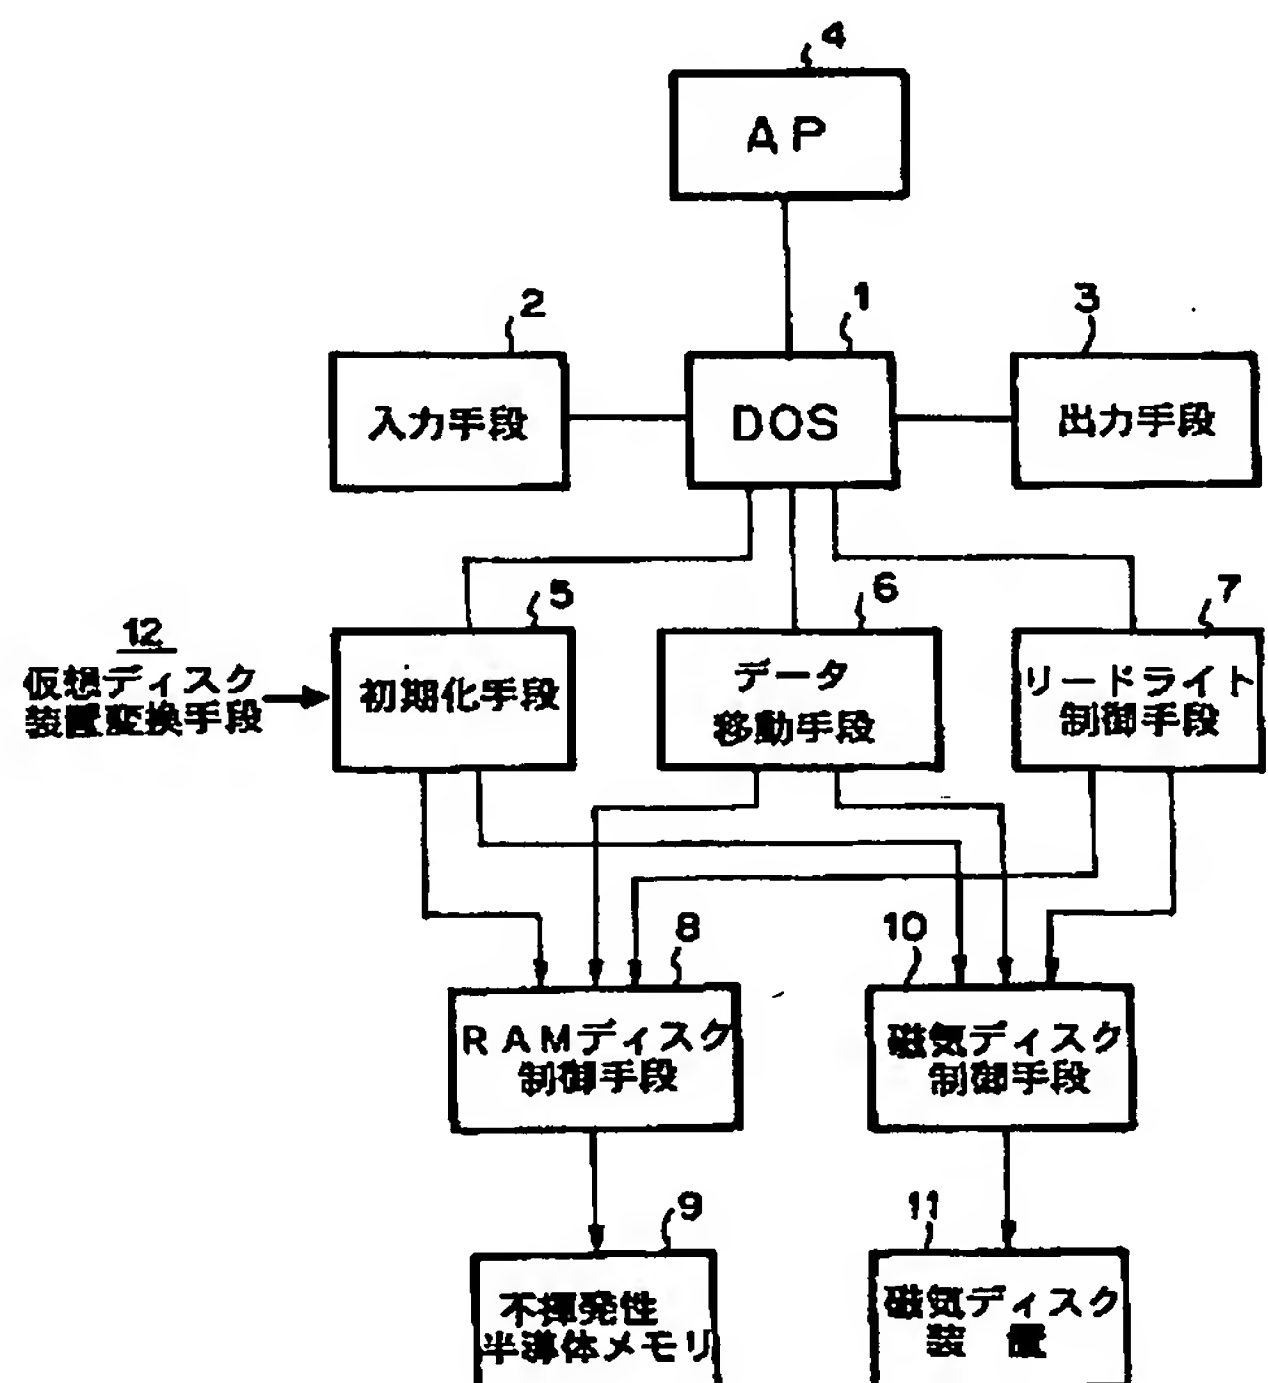 4
AP
2
1
3
入力手段
DOS
出力手段
12
仮想ディスク
装置変換手段
5
初期化手段
6
データ
移動手段
7
リードライト
制御手段
8
RAMディスク
制御手段
10
磁気ディスク
制御手段
9
不揮発性
半導体メモリ
11
磁気ディスク
装置